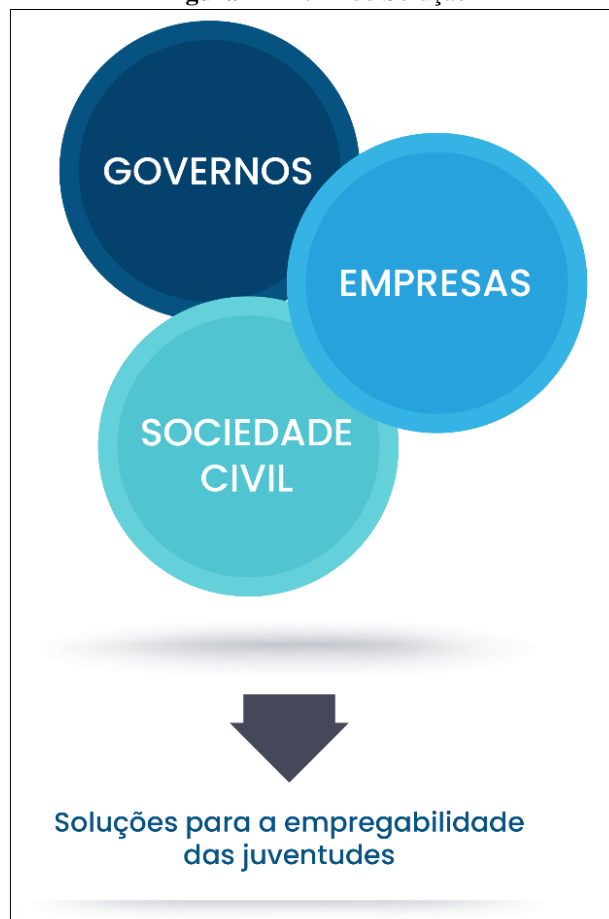 GOVERNOS
EMPRESAS
SOCIEDADE
CIVIL
Soluções para a empregabilidade
das juventudes